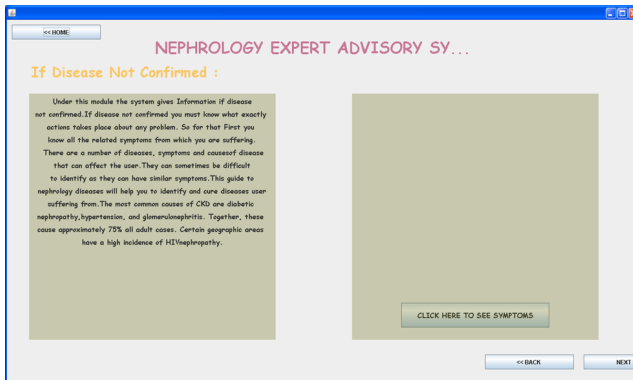 << HOME
NEPHROLOGY EXPERT ADVISORY SY...
If Disease Not Confirmed :
Under this module the system gives Information if disease
not confirmed.If disease not confirmed you must know what exactly
actions takes place about any problem. So for that First you
know all the related symptoms from which you are suffering.
There are a number of diseases, symptoms and causesof disease
that can affect the user.They can sometimes be difficult
to identify as they can have similar symptoms.This guide to
nephrology diseases will help you to identify and cure diseases user
suffering from.The most common causes of CKD are diabetic
nephropathy,hypertension, and glomerulonephritis. Together, these
cause approximately 75% all adult cases. Certain geographic areas
have a high incidence of HIVnephropathy.
CLICK HERE TO SEE SYMPTOMS
<< BACK
NEXT